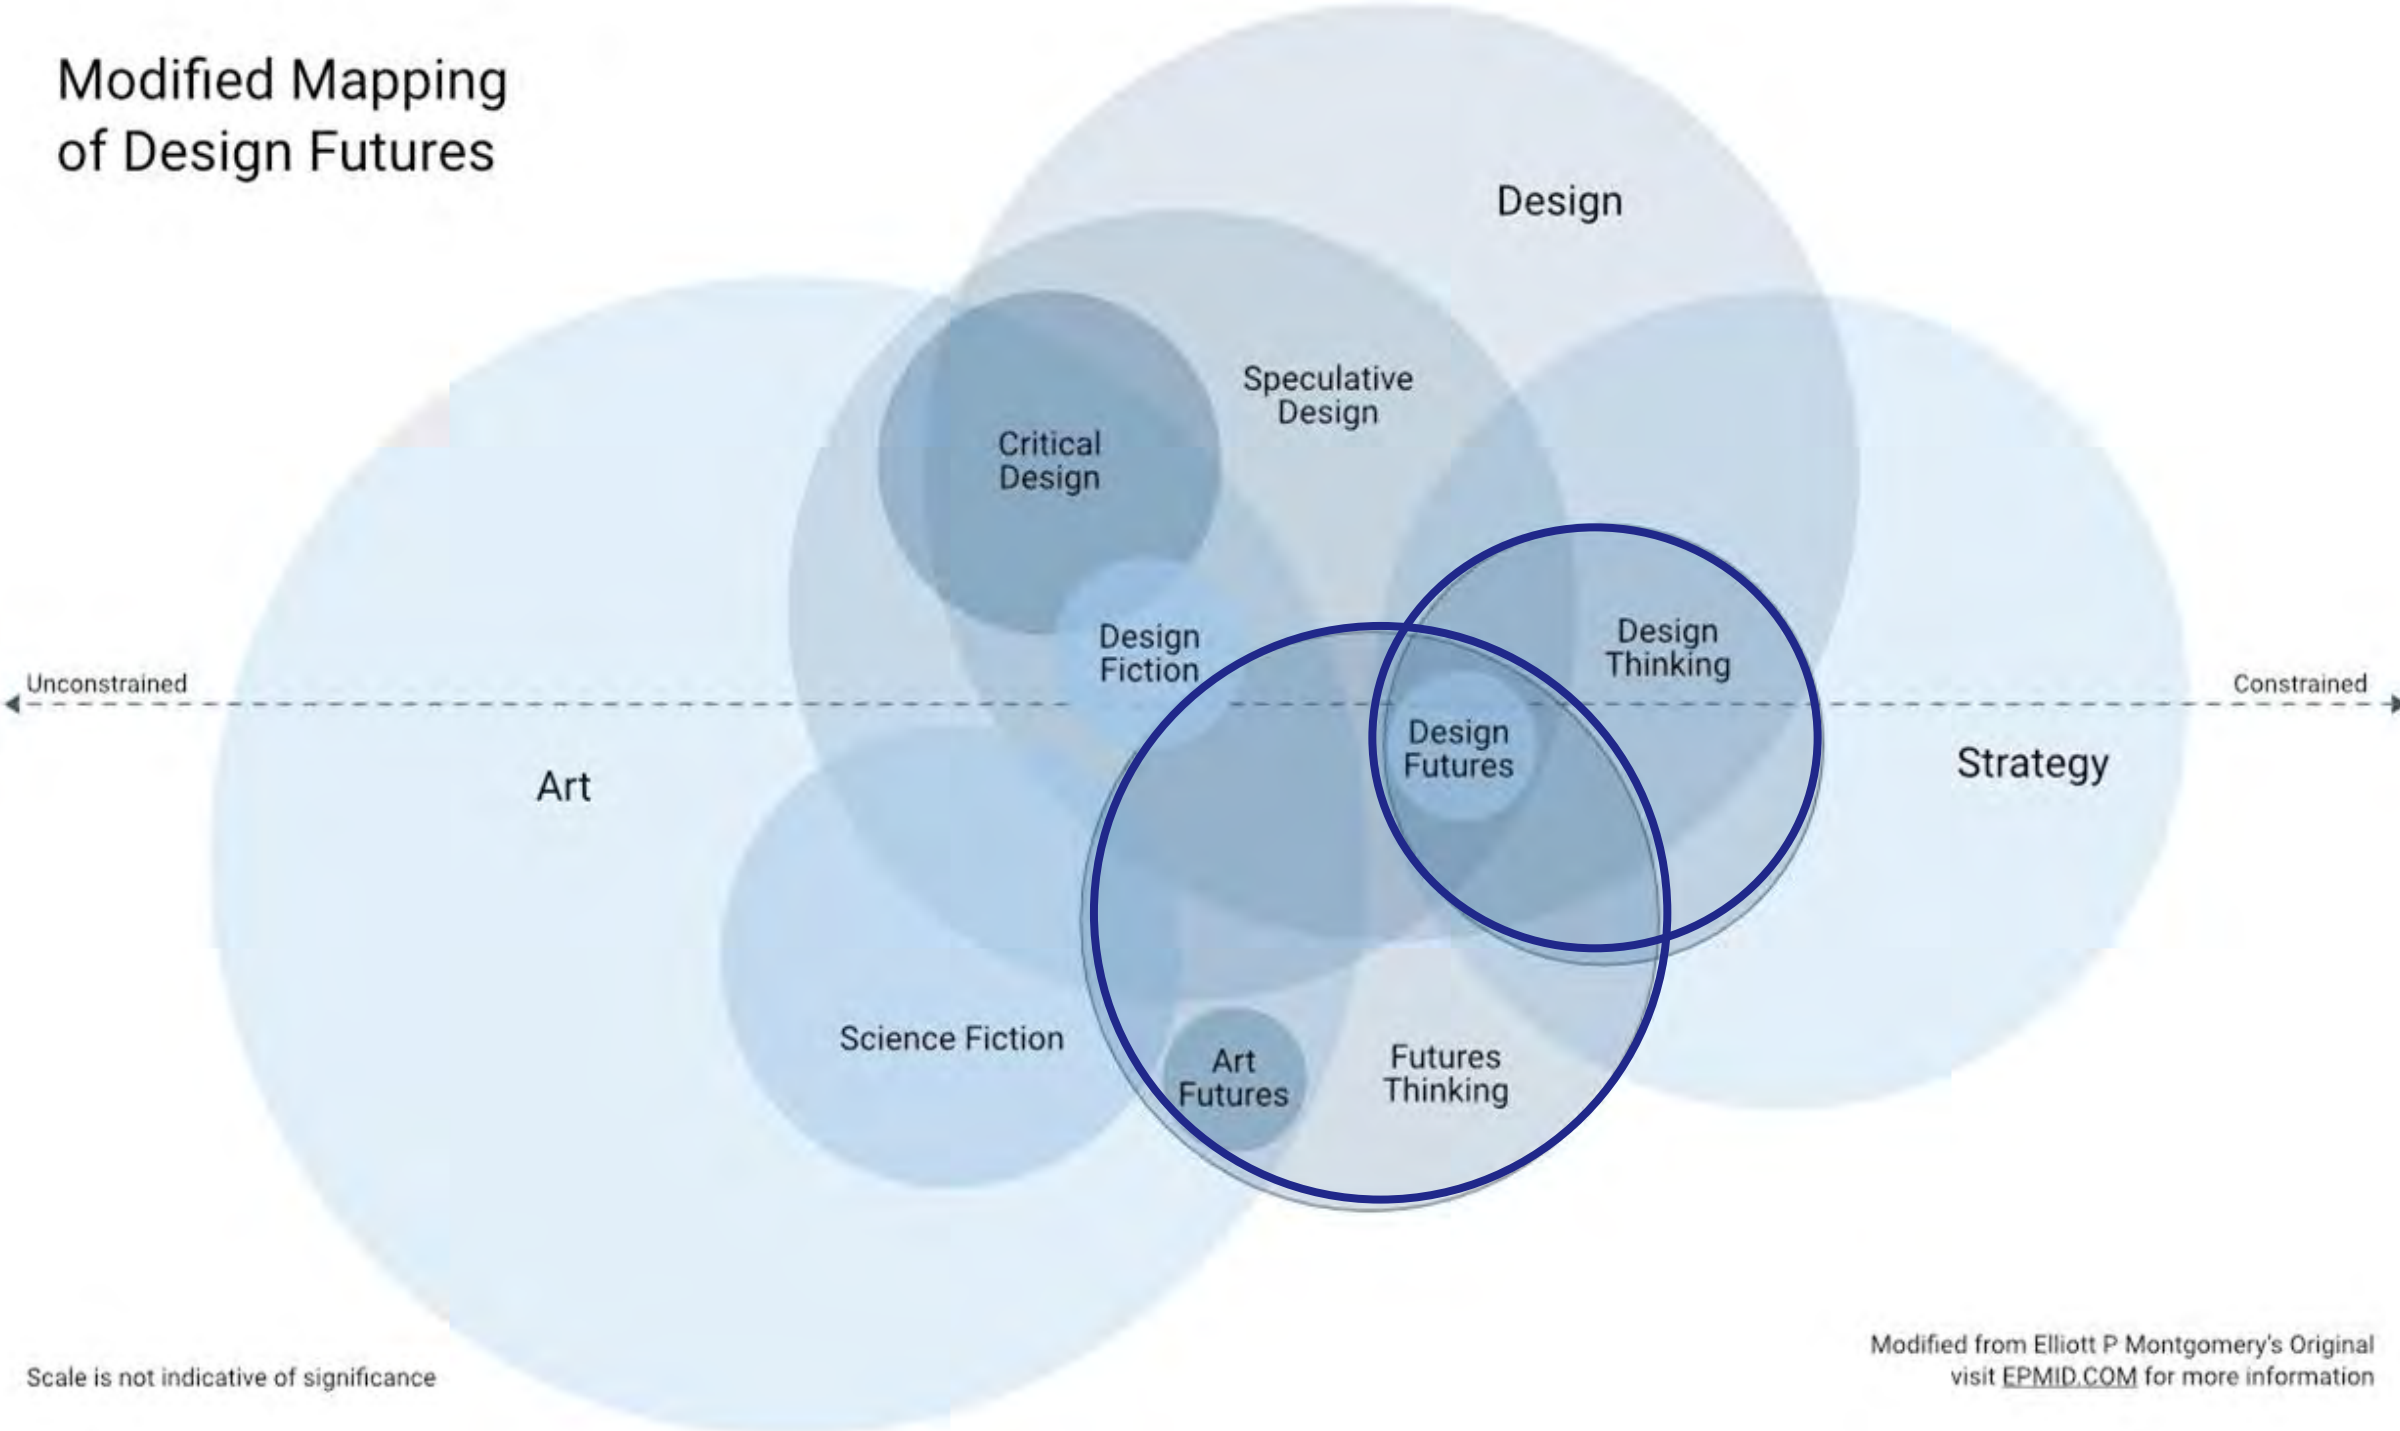 Modified Mapping
of Design Futures
Design
Speculative
Design
Critical
Design
Design
Fiction
Design
Thinking
Unconstrained
Constrained
Design
Futures
Art
Strategy
Science Fiction
Art
Futures
Futures
Thinking
Scale is not indicative of significance
Modified from Elliott P Montgomery's Original
visit EPMID.COM for more information